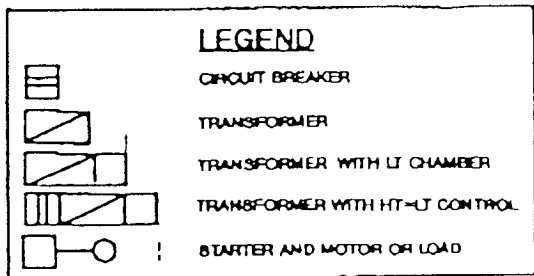 LEGEND
CIRCUIT BREAKER
TRANSFORMER
TRANSFORMER WITH LT CHAMBER
TRANSFORMER WITH HT-LT CONTROL
STARTER AND MOTOR OR LOAD